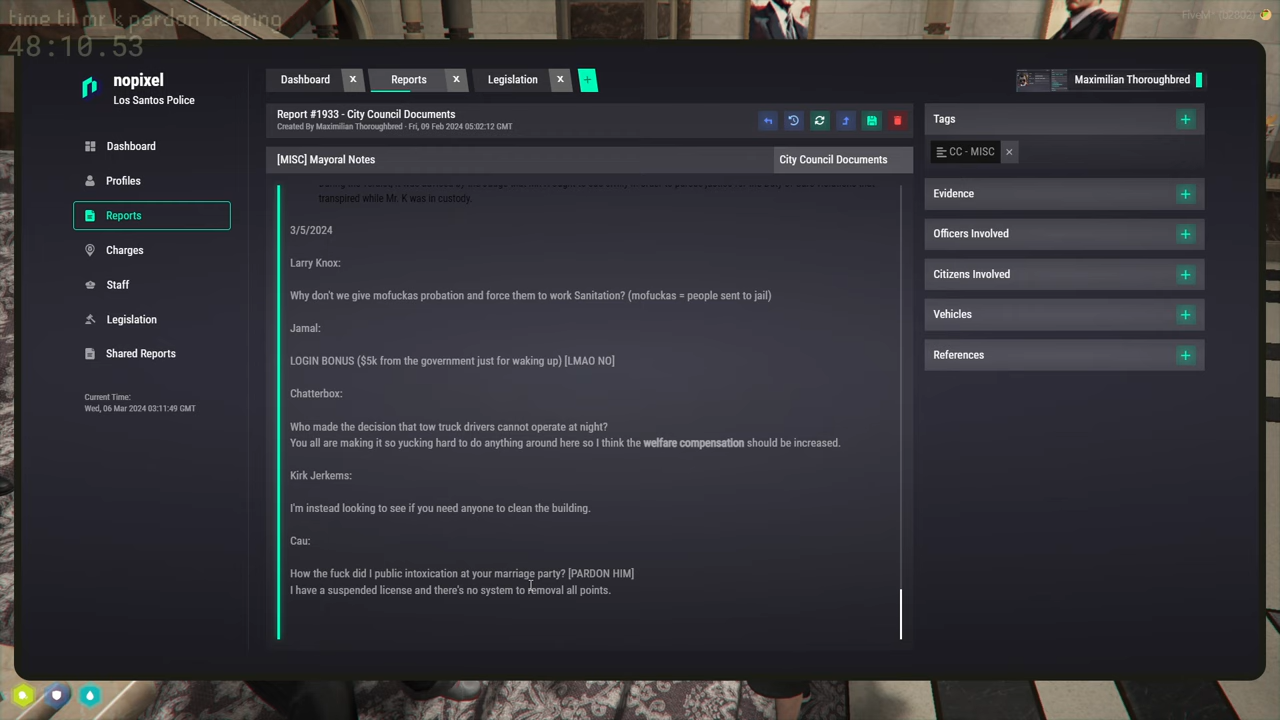 time til mr k pardon hearing
48:10.53
nopixel
Los Santos Police
Dashboard
Profiles
Reports
Charges
Staff
Legislation
Shared Reports
Current Time:
Wed, 06 Mar 2024 03:11:49 GMT
Dashboard x Reports x Legislation x +
Maximilian Thoroughbred
Report #1933 - City Council Documents
Created By Maximilian Thoroughbred · Fri, 09 Feb 2024 05:02:12 GMT
[MISC] Mayoral Notes
City Council Documents
transpired while Mr. K was in custody.
3/5/2024
Larry Knox:
Why don't we give mofuckas probation and force them to work Sanitation? (mofuckas = people sent to jail)
Jamal:
LOGIN BONUS ($5k from the government just for waking up) [LMAO NO]
Chatterbox:
Who made the decision that tow truck drivers cannot operate at night?
You all are making it so yucking hard to do anything around here so I think the welfare compensation should be increased.
Kirk Jerkems:
I'm instead looking to see if you need anyone to clean the building.
Cau:
How the fuck did I public intoxication at your marriage party? [PARDON HIM]
I have a suspended license and there's no system to removal all points.
Tags +
CC - MISC x
Evidence +
Officers Involved +
Citizens Involved +
Vehicles +
References +